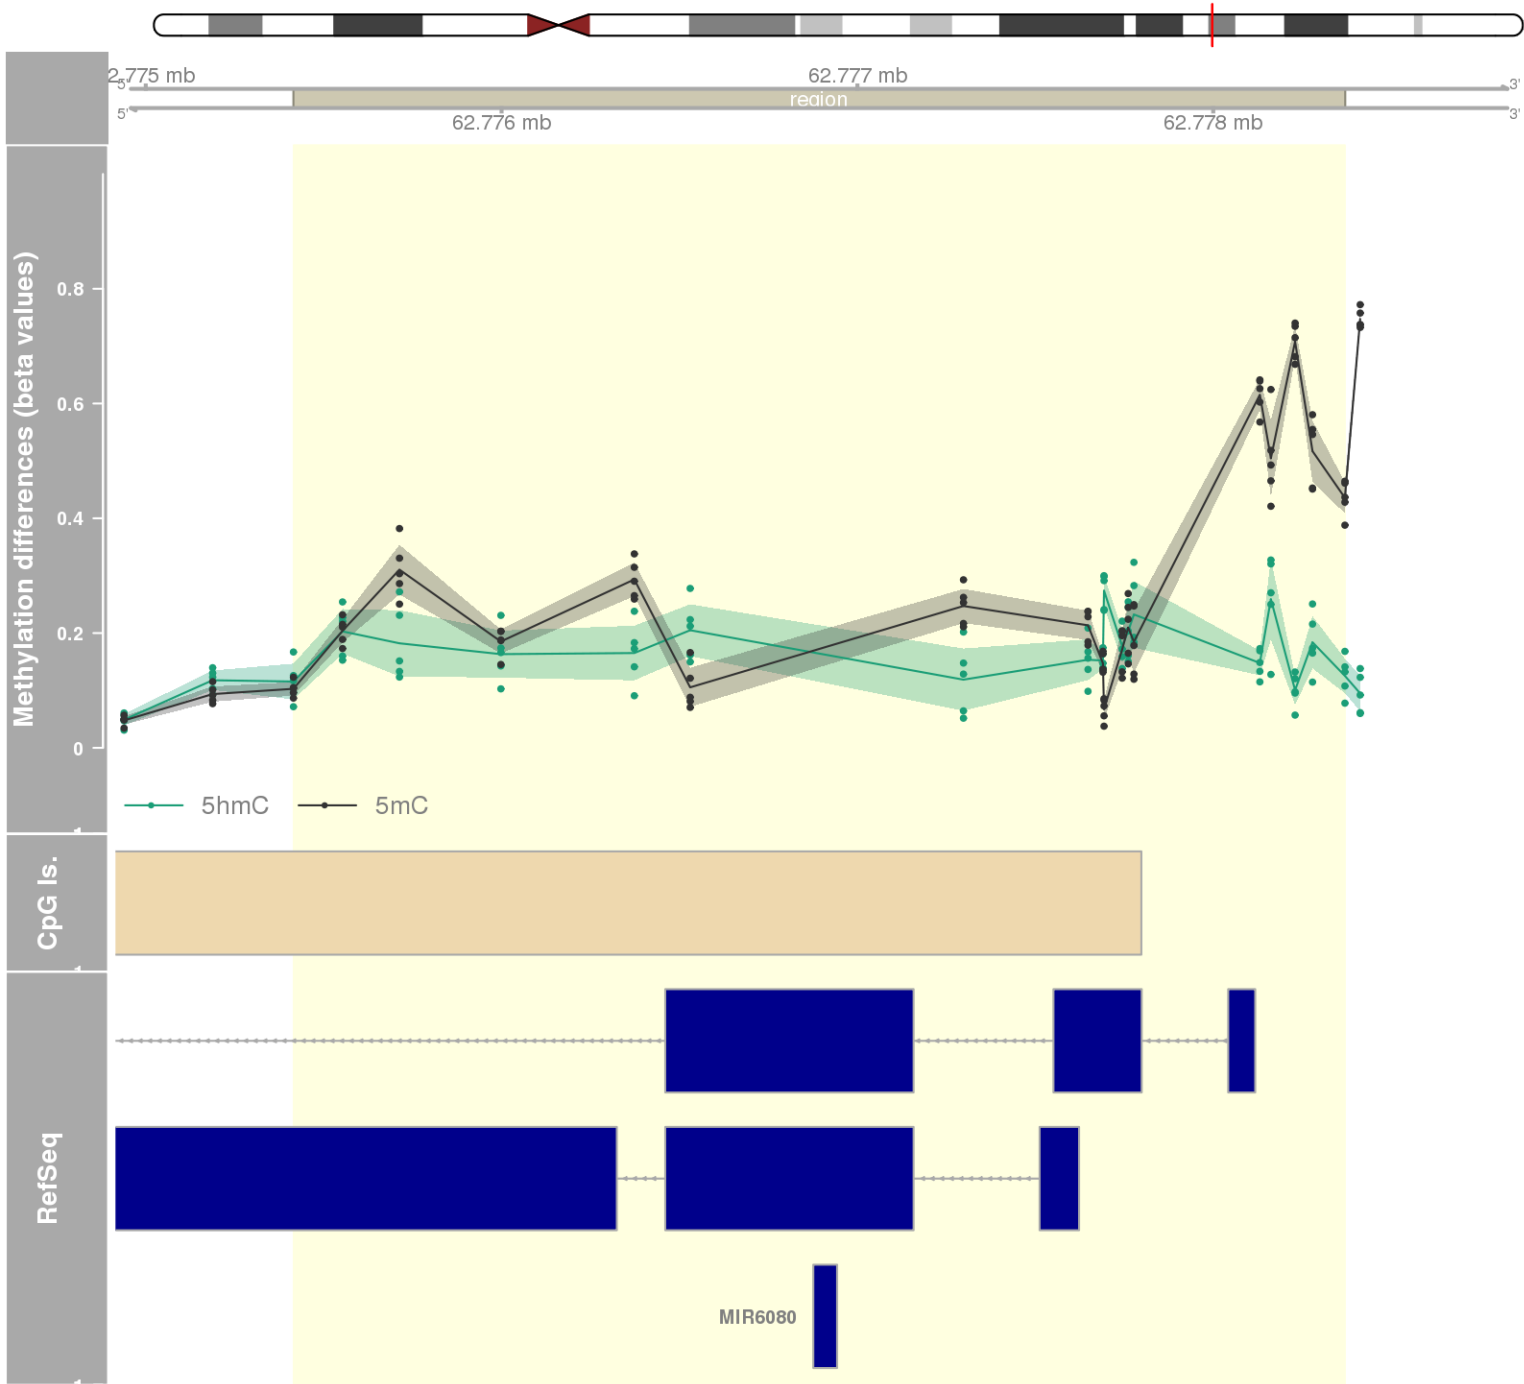 2.775 mb
62.777 mb
5'
3'
region
5'
3'
62.776 mb
62.778 mb
Methylation differences (beta values)
0.8
0.6
0.4
0.2
0
5hmC
5mC
CpG Is.
RefSeq
MIR6080